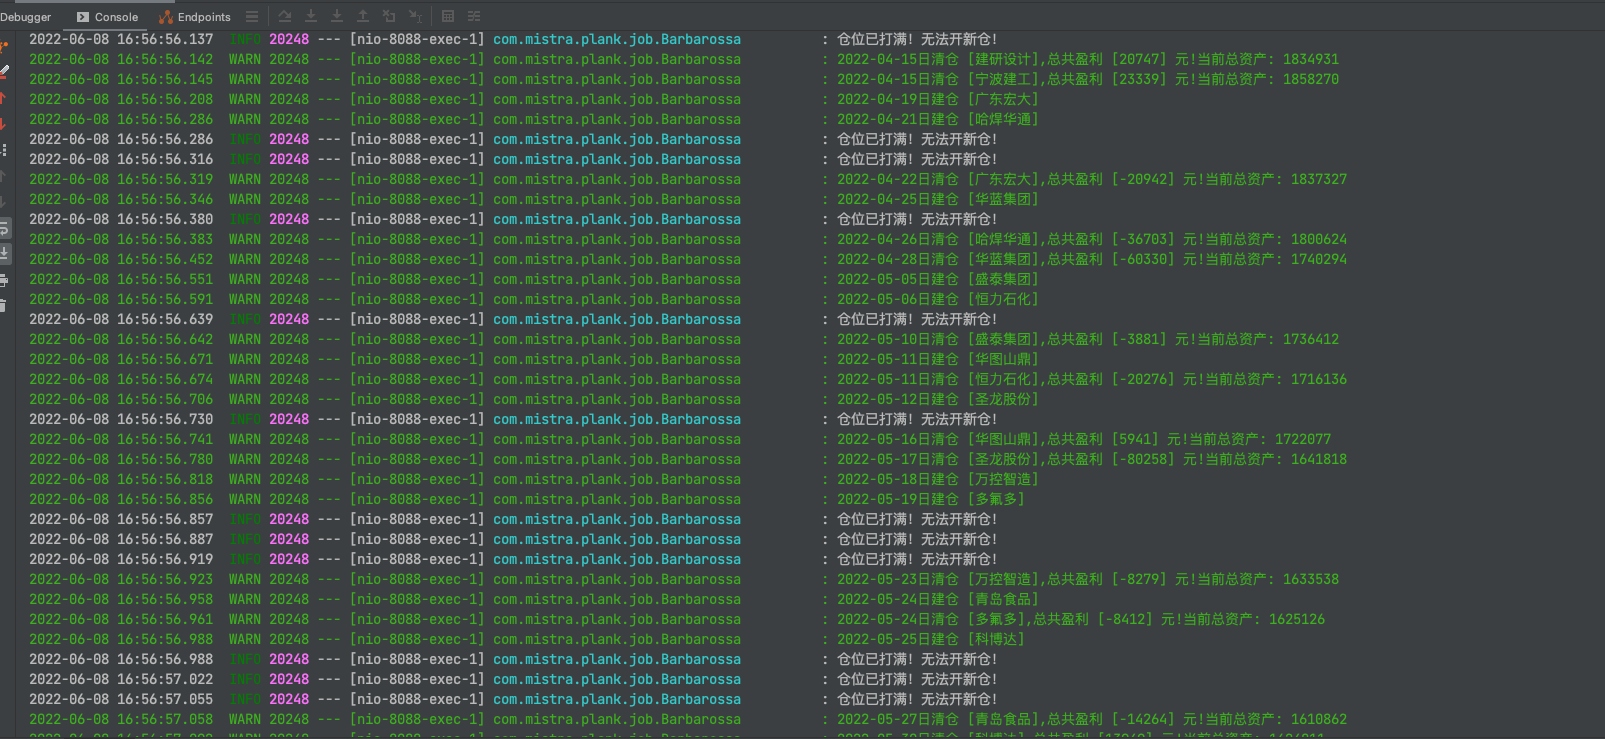 Debugger Console Endpoints
2022-06-08 16:56:56.137 INFO 20248 --- [nio-8088-exec-1] com.mistra.plank.job.Barbarossa : 仓位已打满! 无法开新仓!
2022-06-08 16:56:56.142 WARN 20248 --- [nio-8088-exec-1] com.mistra.plank.job.Barbarossa : 2022-04-15日清仓 [建研设计],总共盈利 [20747] 元!当前总资产: 1834931
2022-06-08 16:56:56.145 WARN 20248 --- [nio-8088-exec-1] com.mistra.plank.job.Barbarossa : 2022-04-15日清仓 [宁波建工],总共盈利 [23339] 元!当前总资产: 1858270
2022-06-08 16:56:56.208 WARN 20248 --- [nio-8088-exec-1] com.mistra.plank.job.Barbarossa : 2022-04-19日建仓 [广东宏大]
2022-06-08 16:56:56.286 WARN 20248 --- [nio-8088-exec-1] com.mistra.plank.job.Barbarossa : 2022-04-21日建仓 [哈焊华通]
2022-06-08 16:56:56.286 INFO 20248 --- [nio-8088-exec-1] com.mistra.plank.job.Barbarossa : 仓位已打满! 无法开新仓!
2022-06-08 16:56:56.316 INFO 20248 --- [nio-8088-exec-1] com.mistra.plank.job.Barbarossa : 仓位已打满! 无法开新仓!
2022-06-08 16:56:56.319 WARN 20248 --- [nio-8088-exec-1] com.mistra.plank.job.Barbarossa : 2022-04-22日清仓 [广东宏大],总共盈利 [-20942] 元!当前总资产: 1837327
2022-06-08 16:56:56.346 WARN 20248 --- [nio-8088-exec-1] com.mistra.plank.job.Barbarossa : 2022-04-25日建仓 [华蓝集团]
2022-06-08 16:56:56.380 INFO 20248 --- [nio-8088-exec-1] com.mistra.plank.job.Barbarossa : 仓位已打满! 无法开新仓!
2022-06-08 16:56:56.383 WARN 20248 --- [nio-8088-exec-1] com.mistra.plank.job.Barbarossa : 2022-04-26日清仓 [哈焊华通],总共盈利 [-36703] 元!当前总资产: 1800624
2022-06-08 16:56:56.452 WARN 20248 --- [nio-8088-exec-1] com.mistra.plank.job.Barbarossa : 2022-04-28日清仓 [华蓝集团],总共盈利 [-60330] 元!当前总资产: 1740294
2022-06-08 16:56:56.551 WARN 20248 --- [nio-8088-exec-1] com.mistra.plank.job.Barbarossa : 2022-05-05日建仓 [盛泰集团]
2022-06-08 16:56:56.591 WARN 20248 --- [nio-8088-exec-1] com.mistra.plank.job.Barbarossa : 2022-05-06日建仓 [恒力石化]
2022-06-08 16:56:56.639 INFO 20248 --- [nio-8088-exec-1] com.mistra.plank.job.Barbarossa : 仓位已打满! 无法开新仓!
2022-06-08 16:56:56.642 WARN 20248 --- [nio-8088-exec-1] com.mistra.plank.job.Barbarossa : 2022-05-10日清仓 [盛泰集团],总共盈利 [-3881] 元!当前总资产: 1736412
2022-06-08 16:56:56.671 WARN 20248 --- [nio-8088-exec-1] com.mistra.plank.job.Barbarossa : 2022-05-11日建仓 [华图山鼎]
2022-06-08 16:56:56.674 WARN 20248 --- [nio-8088-exec-1] com.mistra.plank.job.Barbarossa : 2022-05-11日清仓 [恒力石化],总共盈利 [-20276] 元!当前总资产: 1716136
2022-06-08 16:56:56.706 WARN 20248 --- [nio-8088-exec-1] com.mistra.plank.job.Barbarossa : 2022-05-12日建仓 [圣龙股份]
2022-06-08 16:56:56.730 INFO 20248 --- [nio-8088-exec-1] com.mistra.plank.job.Barbarossa : 仓位已打满! 无法开新仓!
2022-06-08 16:56:56.741 WARN 20248 --- [nio-8088-exec-1] com.mistra.plank.job.Barbarossa : 2022-05-16日清仓 [华图山鼎],总共盈利 [5941] 元!当前总资产: 1722077
2022-06-08 16:56:56.780 WARN 20248 --- [nio-8088-exec-1] com.mistra.plank.job.Barbarossa : 2022-05-17日清仓 [圣龙股份],总共盈利 [-80258] 元!当前总资产: 1641818
2022-06-08 16:56:56.818 WARN 20248 --- [nio-8088-exec-1] com.mistra.plank.job.Barbarossa : 2022-05-18日建仓 [万控智造]
2022-06-08 16:56:56.856 WARN 20248 --- [nio-8088-exec-1] com.mistra.plank.job.Barbarossa : 2022-05-19日建仓 [多氟多]
2022-06-08 16:56:56.857 INFO 20248 --- [nio-8088-exec-1] com.mistra.plank.job.Barbarossa : 仓位已打满! 无法开新仓!
2022-06-08 16:56:56.887 INFO 20248 --- [nio-8088-exec-1] com.mistra.plank.job.Barbarossa : 仓位已打满! 无法开新仓!
2022-06-08 16:56:56.919 INFO 20248 --- [nio-8088-exec-1] com.mistra.plank.job.Barbarossa : 仓位已打满! 无法开新仓!
2022-06-08 16:56:56.923 WARN 20248 --- [nio-8088-exec-1] com.mistra.plank.job.Barbarossa : 2022-05-23日清仓 [万控智造],总共盈利 [-8279] 元!当前总资产: 1633538
2022-06-08 16:56:56.958 WARN 20248 --- [nio-8088-exec-1] com.mistra.plank.job.Barbarossa : 2022-05-24日建仓 [青岛食品]
2022-06-08 16:56:56.961 WARN 20248 --- [nio-8088-exec-1] com.mistra.plank.job.Barbarossa : 2022-05-24日清仓 [多氟多],总共盈利 [-8412] 元!当前总资产: 1625126
2022-06-08 16:56:56.988 WARN 20248 --- [nio-8088-exec-1] com.mistra.plank.job.Barbarossa : 2022-05-25日建仓 [科博达]
2022-06-08 16:56:56.988 INFO 20248 --- [nio-8088-exec-1] com.mistra.plank.job.Barbarossa : 仓位已打满! 无法开新仓!
2022-06-08 16:56:57.022 INFO 20248 --- [nio-8088-exec-1] com.mistra.plank.job.Barbarossa : 仓位已打满! 无法开新仓!
2022-06-08 16:56:57.055 INFO 20248 --- [nio-8088-exec-1] com.mistra.plank.job.Barbarossa : 仓位已打满! 无法开新仓!
2022-06-08 16:56:57.058 WARN 20248 --- [nio-8088-exec-1] com.mistra.plank.job.Barbarossa : 2022-05-27日清仓 [青岛食品],总共盈利 [-14264] 元!当前总资产: 1610862